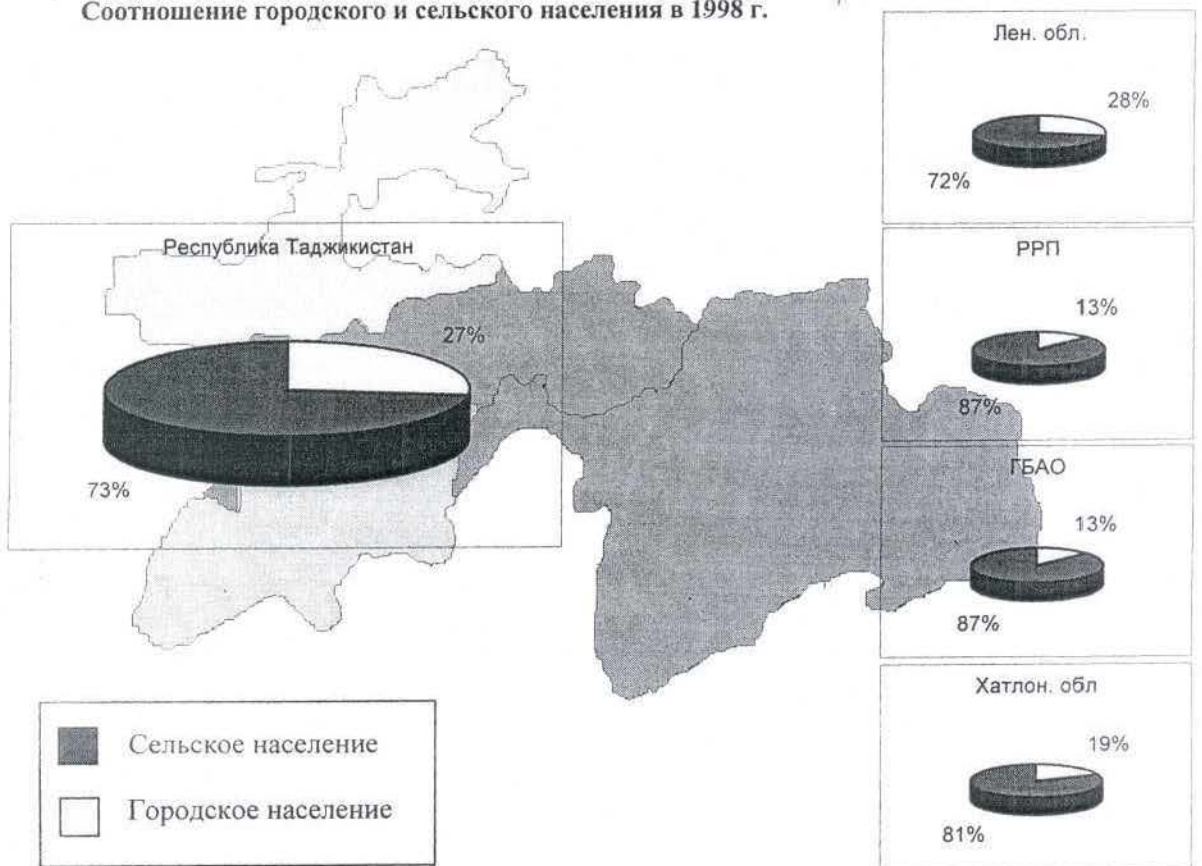 Соотношение городского и сельского населения в 1998 г.
Лен. обл.
28%
72%
Республика Таджикистан
27%
73%
РРП
13%
87%
ГБАО
13%
87%
Хатлон. обл
19%
81%
Сельское население
Городское население